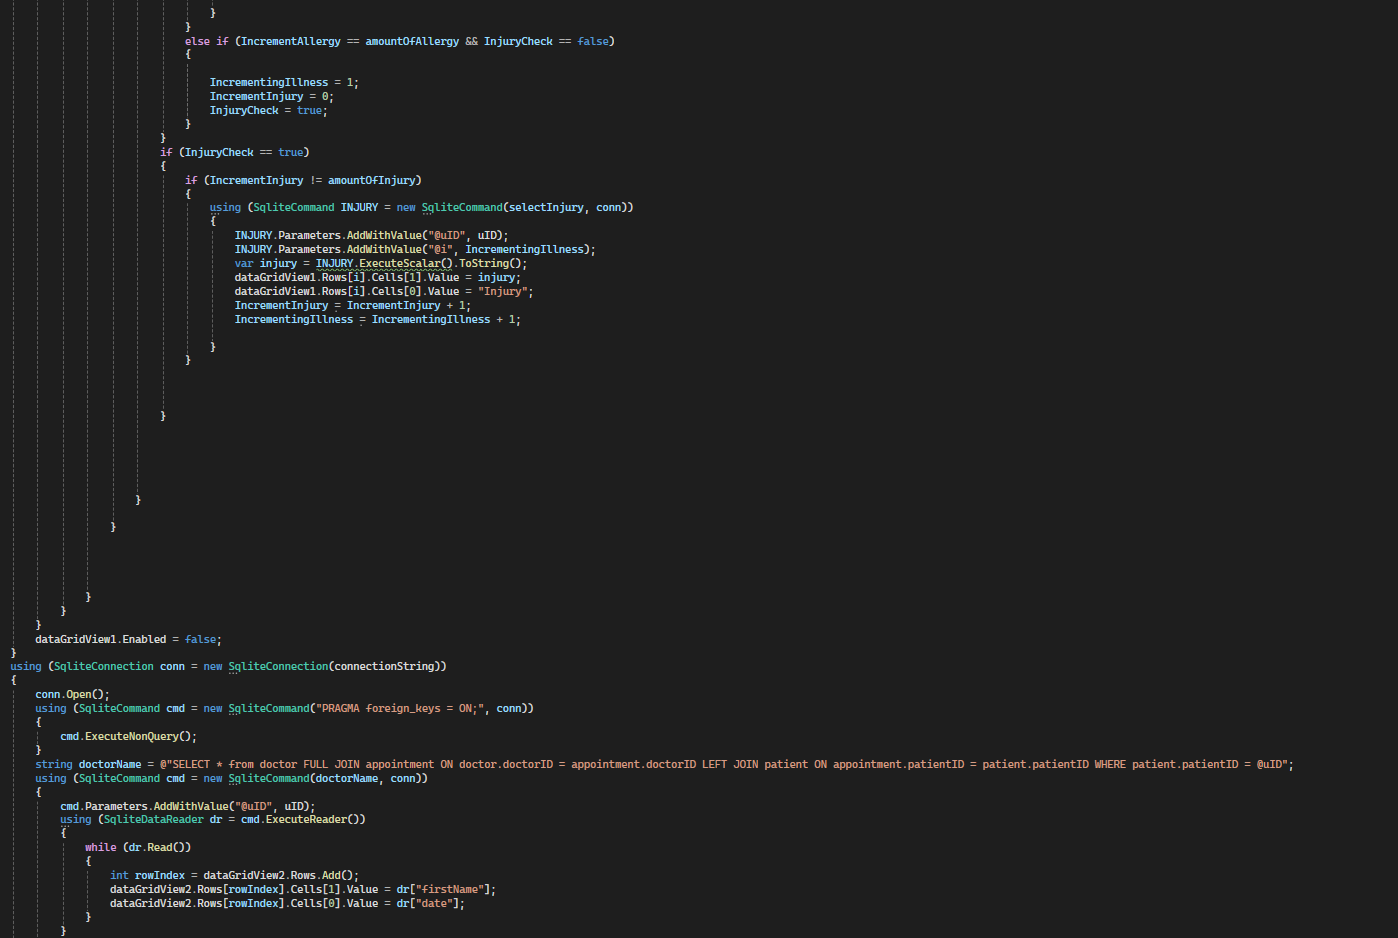 }
}
else if (IncrementAllergy == amountOfAllergy && InjuryCheck == false)
{
IncrementingIllness = 1;
IncrementInjury = 0;
InjuryCheck = true;
}
}
if (InjuryCheck == true)
{
if (IncrementInjury != amountOfInjury)
{
using (SqliteCommand INJURY = new SqliteCommand(selectInjury, conn))
{
INJURY.Parameters.AddWithValue("@uID", uID);
INJURY.Parameters.AddWithValue("@i", IncrementingIllness);
var injury = INJURY.ExecuteScalar().ToString();
dataGridView1.Rows[i].Cells[1].Value = injury;
dataGridView1.Rows[i].Cells[0].Value = "Injury";
IncrementInjury = IncrementInjury + 1;
IncrementingIllness = IncrementingIllness + 1;
}
}
}
}
}
}
}
}
dataGridView1.Enabled = false;
}
using (SqliteConnection conn = new SqliteConnection(connectionString))
{
conn.Open();
using (SqliteCommand cmd = new SqliteCommand("PRAGMA foreign_keys = ON;", conn))
{
cmd.ExecuteNonQuery();
}
string doctorName = @"SELECT * from doctor FULL JOIN appointment ON doctor.doctorID = appointment.doctorID LEFT JOIN patient ON appointment.patientID = patient.patientID WHERE patient.patientID = @uID";
using (SqliteCommand cmd = new SqliteCommand(doctorName, conn))
{
cmd.Parameters.AddWithValue("@uID", uID);
using (SqliteDataReader dr = cmd.ExecuteReader())
{
while (dr.Read())
{
int rowIndex = dataGridView2.Rows.Add();
dataGridView2.Rows[rowIndex].Cells[1].Value = dr["firstName"];
dataGridView2.Rows[rowIndex].Cells[0].Value = dr["date"];
}
}